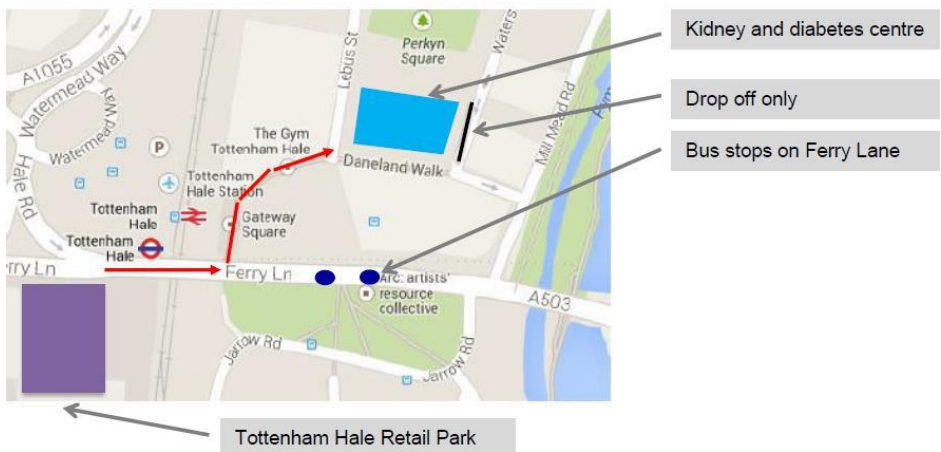 Kidney and diabetes centre
Drop off only
Bus stops on Ferry Lane
Tottenham Hale Retail Park
A1055
Watermead Way
Watermead
Way
Hale Rd
P
Lebus St
Perkyn
Square
Waters
Mill Mead Rd
The Gym
Tottenham Hale
Daneland Walk
Tottenham
Hale Station
Tottenham
Hale
Tottenham
Hale
Gateway
Square
erry Ln
Ferry Ln
Arc: artists'
resource
collective
A503
Jarrow Rd
Jarrow Rd